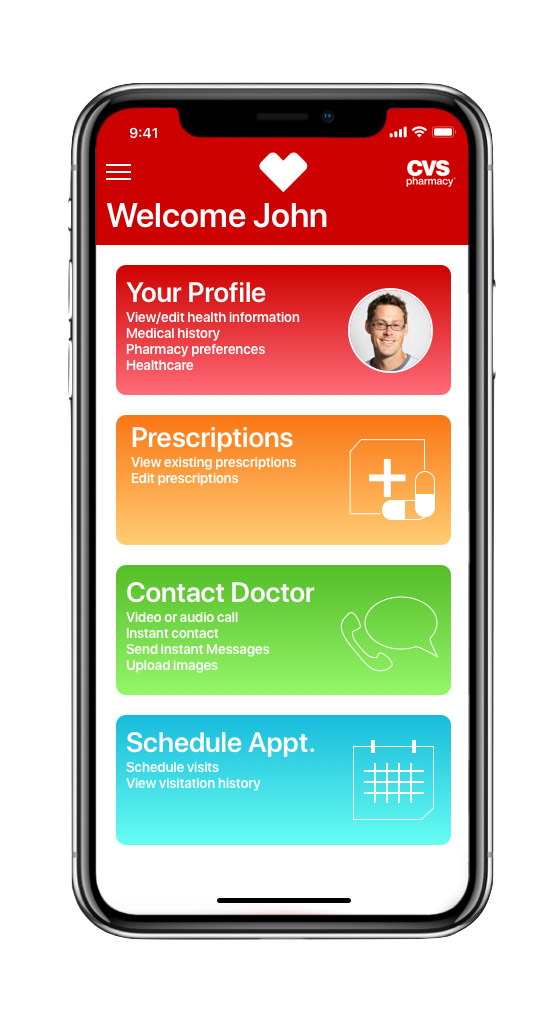 9:41
CVS
pharmacy
Welcome John
Your Profile
View/edit health information
Medical history
Pharmacy preferences
Healthcare
Prescriptions
View existing prescriptions
Edit prescriptions
Contact Doctor
Video or audio call
Instant contact
Send instant Messages
Upload images
Schedule Appt.
Schedule visits
View visitation history